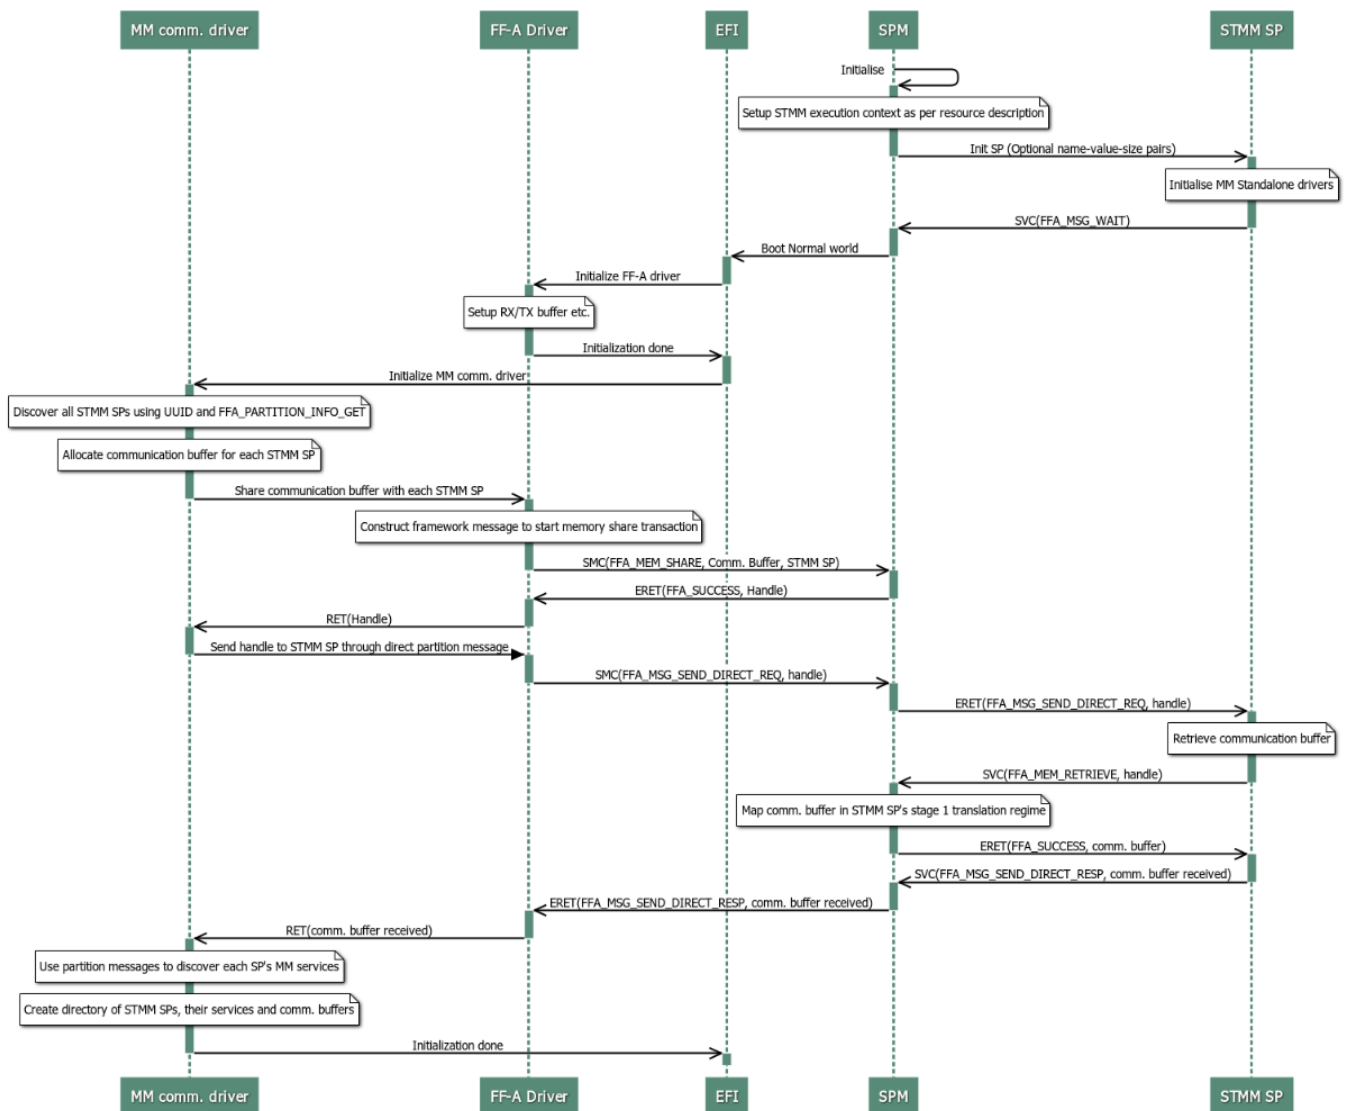 MM comm. driver
FF-A Driver
EFI
SPM
STMM SP
Initialise
Setup STMM execution context as per resource description
Init SP (Optional name-value-size pairs)
Initialise MM Standalone drivers
SVC(FFA_MSG_WAIT)
Boot Normal world
Initialize FF-A driver
Setup RX/TX buffer etc.
Initialization done
Initialize MM comm. driver
Discover all STMM SPs using UUID and FFA_PARTITION_INFO_GET
Allocate communication buffer for each STMM SP
Share communication buffer with each STMM SP
Construct framework message to start memory share transaction
SMC(FFA_MEM_SHARE, Comm. Buffer, STMM SP)
ERET(FFA_SUCCESS, Handle)
RET(Handle)
Send handle to STMM SP through direct partition message
SMC(FFA_MSG_SEND_DIRECT_REQ, handle)
ERET(FFA_MSG_SEND_DIRECT_REQ, handle)
Retrieve communication buffer
SVC(FFA_MEM_RETRIEVE, handle)
Map comm. buffer in STMM SP's stage 1 translation regime
ERET(FFA_SUCCESS, comm. buffer)
SVC(FFA_MSG_SEND_DIRECT_RESP, comm. buffer received)
ERET(FFA_MSG_SEND_DIRECT_RESP, comm. buffer received)
RET(comm. buffer received)
Use partition messages to discover each SP's MM services
Create directory of STMM SPs, their services and comm. buffers
Initialization done
MM comm. driver
FF-A Driver
EFI
SPM
STMM SP